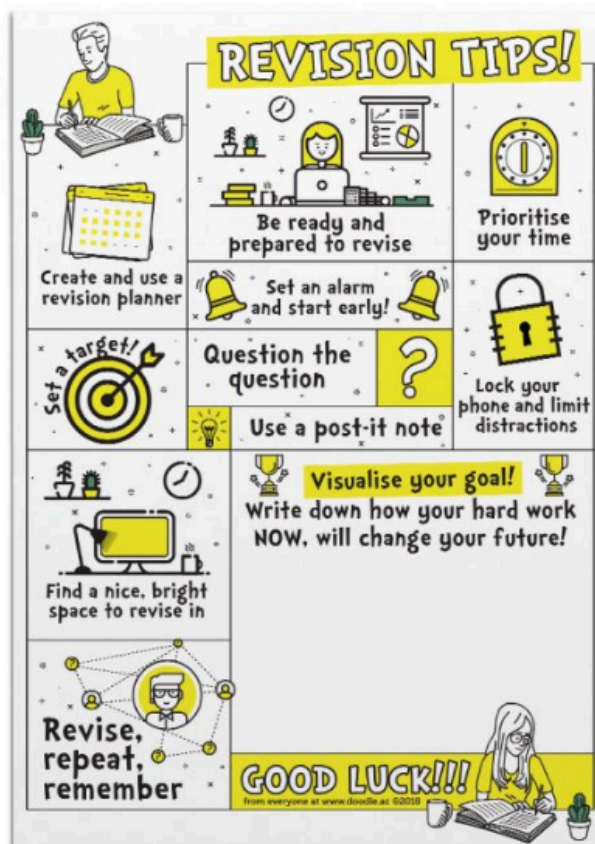 REVISION TIPS!
Be ready and
prepared to revise
Prioritise
your time
Create and use a
revision planner
Set an alarm
and start early!
Set a target!
Question the
question
?
Lock your
phone and limit
distractions
Use a post-it note
Visualise your goal!
Write down how your hard work
NOW, will change your future!
Find a nice, bright
space to revise in
Revise,
repeat,
remember
GOOD LUCK!!!
from everyone at www.doodle.ac ©2018